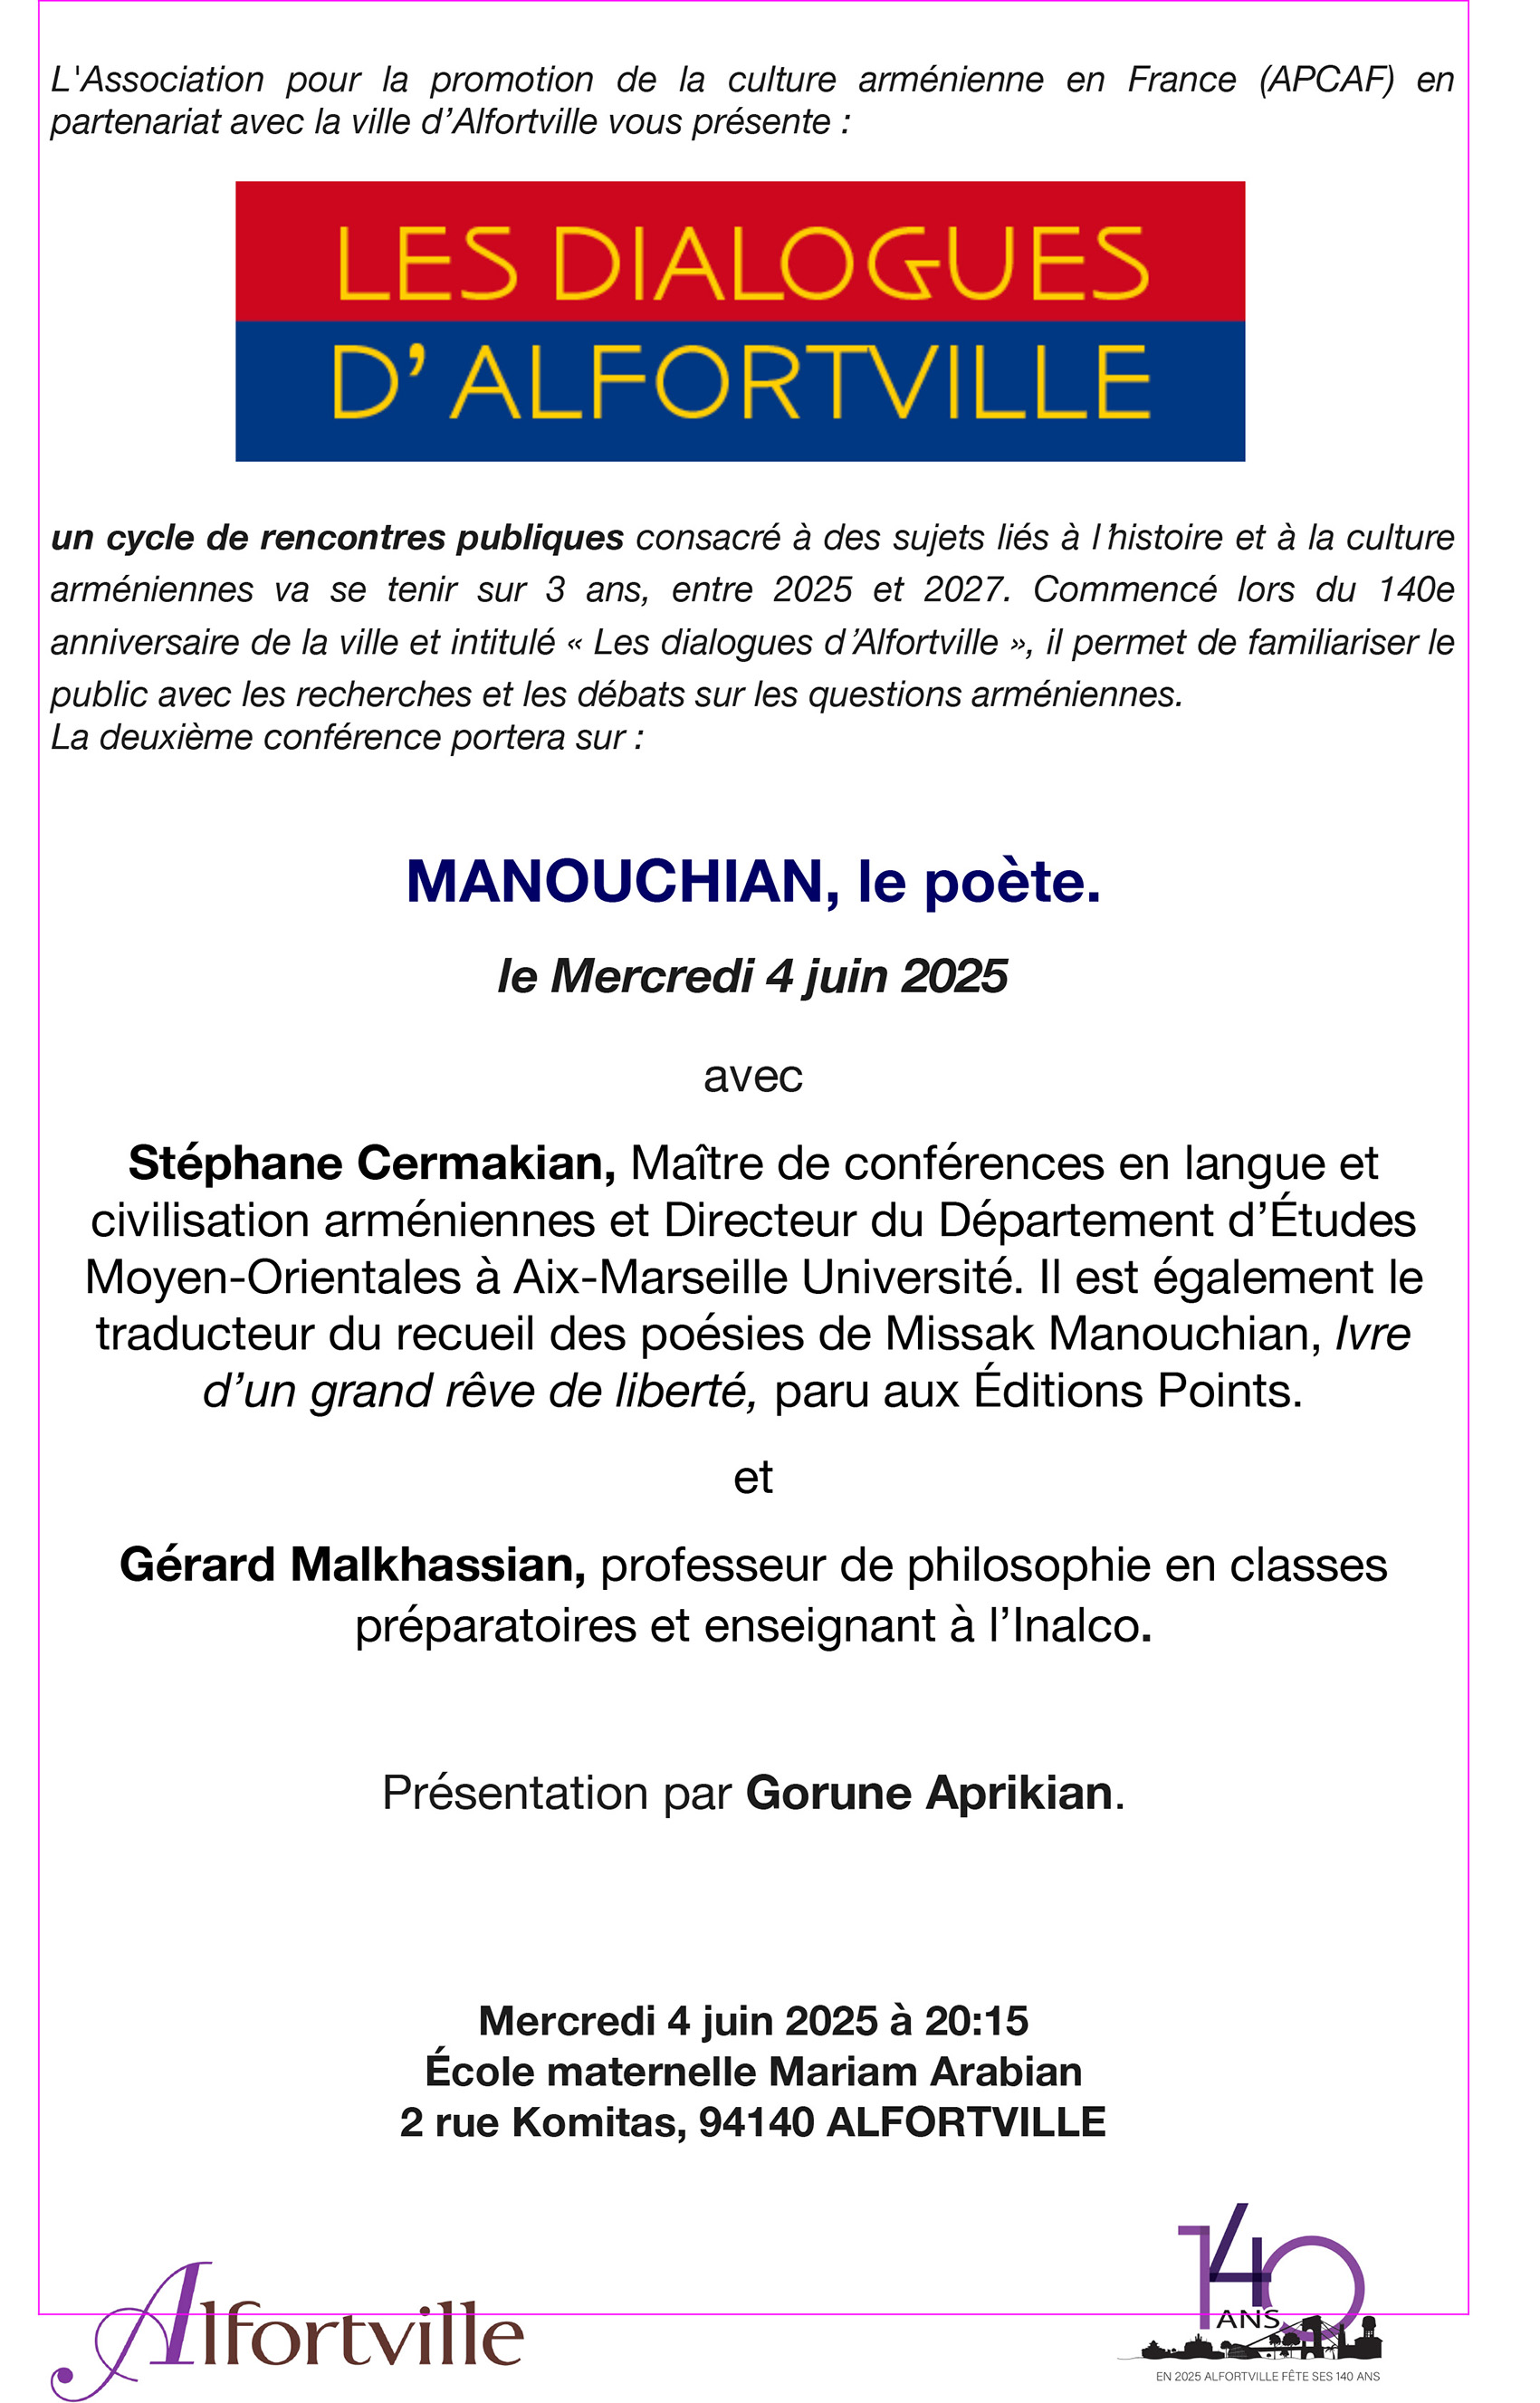 L'Association pour la promotion de la culture arménienne en France (APCAF) en
partenariat avec la ville d’Alfortville vous présente :
LES DIALOGUES
D’ALFORTVILLE
un cycle de rencontres publiques consacré à des sujets liés à l’histoire et à la culture
arméniennes va se tenir sur 3 ans, entre 2025 et 2027. Commencé lors du 140e
anniversaire de la ville et intitulé « Les dialogues d’Alfortville », il permet de familiariser le
public avec les recherches et les débats sur les questions arméniennes.
La deuxième conférence portera sur :
MANOUCHIAN, le poète.
le Mercredi 4 juin 2025
avec
Stéphane Cermakian, Maître de conférences en langue et
civilisation arméniennes et Directeur du Département d’Études
Moyen-Orientales à Aix-Marseille Université. Il est également le
traducteur du recueil des poésies de Missak Manouchian, Ivre
d’un grand rêve de liberté, paru aux Éditions Points.
et
Gérard Malkhassian, professeur de philosophie en classes
préparatoires et enseignant à l’Inalco.
Présentation par Gorune Aprikian.
Mercredi 4 juin 2025 à 20:15
École maternelle Mariam Arabian
2 rue Komitas, 94140 ALFORTVILLE
Alfortville
140
ANS
EN 2025 ALFORTVILLE FÊTE SES 140 ANS